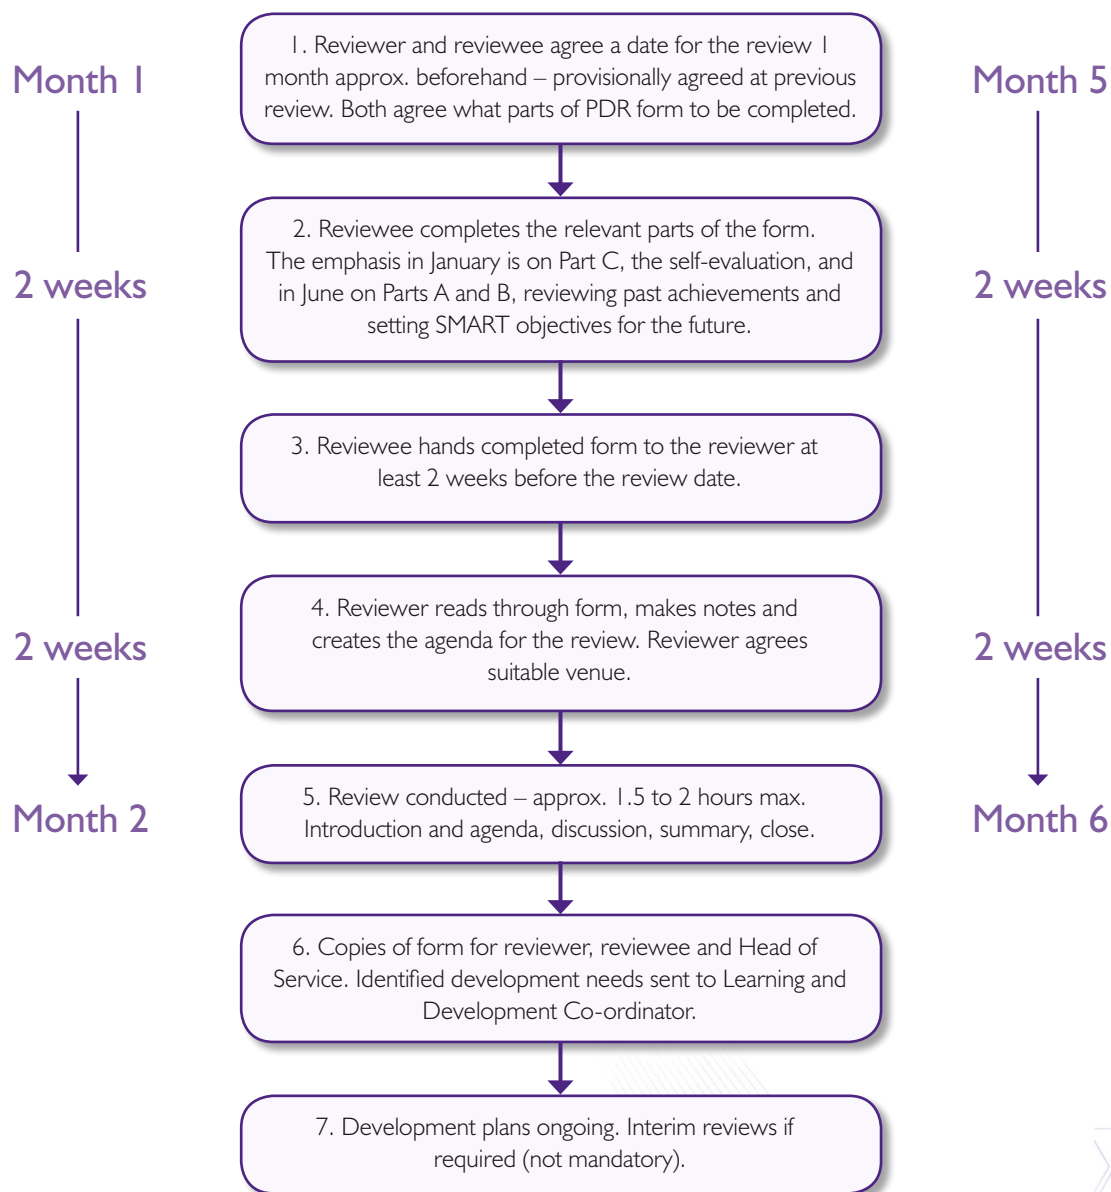 Month 1
2 weeks
2 weeks
Month 2
1. Reviewer and reviewee agree a date for the review 1
month approx. beforehand – provisionally agreed at previous
review. Both agree what parts of PDR form to be completed.
2. Reviewee completes the relevant parts of the form.
The emphasis in January is on Part C, the self-evaluation, and
in June on Parts A and B, reviewing past achievements and
setting SMART objectives for the future.
3. Reviewee hands completed form to the reviewer at
least 2 weeks before the review date.
4. Reviewer reads through form, makes notes and
creates the agenda for the review. Reviewer agrees
suitable venue.
5. Review conducted – approx. 1.5 to 2 hours max.
Introduction and agenda, discussion, summary, close.
6. Copies of form for reviewer, reviewee and Head of
Service. Identified development needs sent to Learning and
Development Co-ordinator.
7. Development plans ongoing. Interim reviews if
required (not mandatory).
Month 5
2 weeks
2 weeks
Month 6